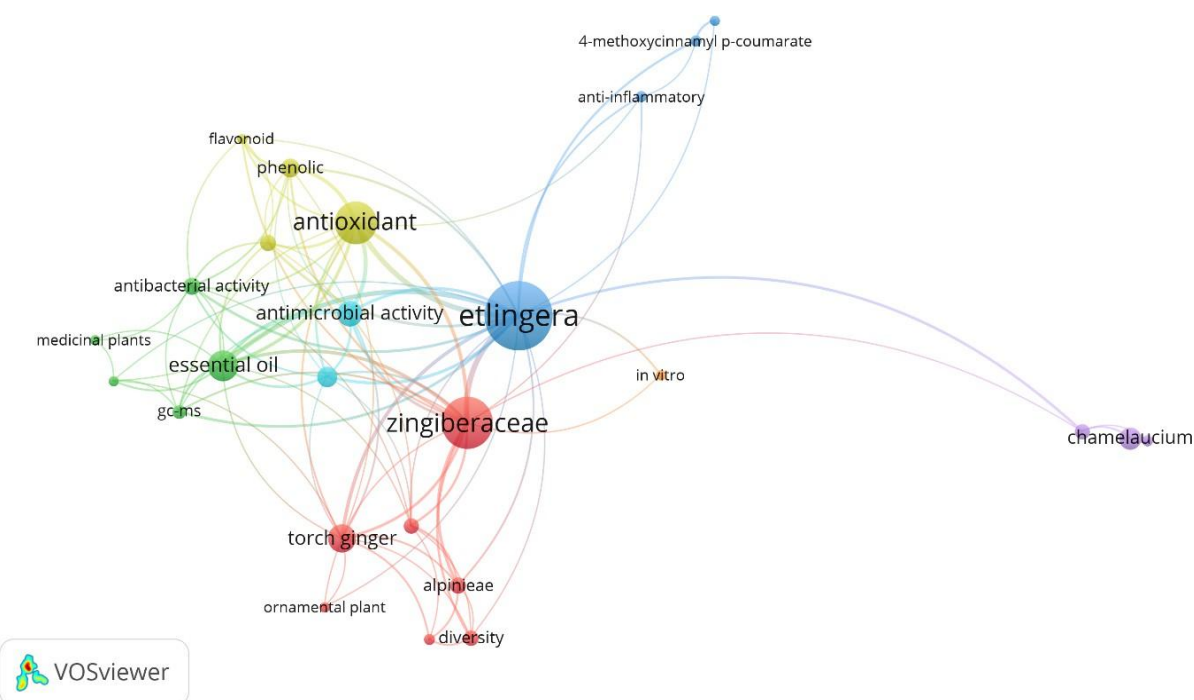 4-methoxycinnamyl p-coumarate
anti-inflammatory
flavonoid
phenolic
antioxidant
antibacterial activity
antimicrobial activity
etlingera
medicinal plants
essential oil
in vitro
gc-ms
zingiberaceae
chamelaucium
torch ginger
alpinieae
ornamental plant
diversity
VOSviewer